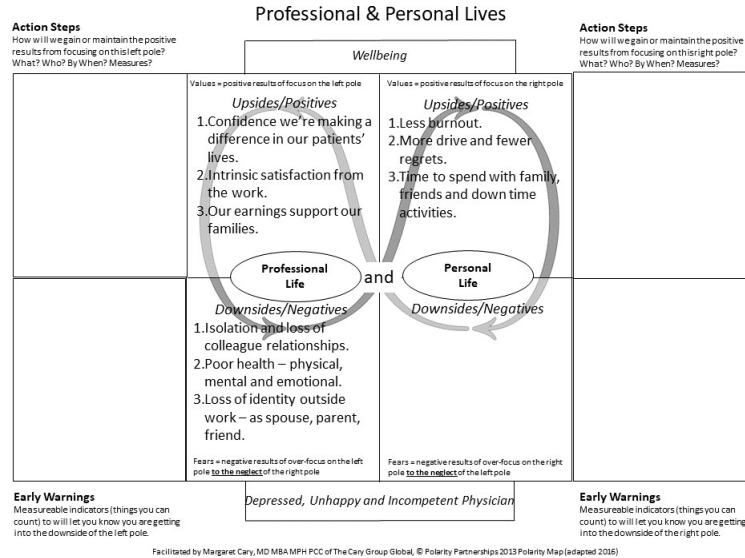 Professional & Personal Lives
Action Steps
How will we gain or maintain the positive
results from focusing on this left pole?
What? Who? By When? Measures?
Action Steps
How will we gain or maintain the positive
results from focusing on this right pole?
What? Who? By When? Measures?
Wellbeing
Values = positive results of focus on the left pole
Upsides/Positives
1.Confidence we're making a
difference in our patients'
lives.
2.Intrinsic satisfaction from
the work.
3.Our earnings support our
families.
Values = positive results of focus on the right pole
Upsides/Positives
1.Less burnout.
2.More drive and fewer
regrets.
3.Time to spend with family,
friends and down time
activities.
Professional
Life
and
Personal
Life
Downsides/Negatives
1.Isolation and loss of
colleague relationships.
2.Poor health – physical,
mental and emotional.
3.Loss of identity outside
work – as spouse, parent,
friend.
Fears = negative results of over-focus on the left
pole to the neglect of the right pole
Downsides/Negatives
Fears = negative results of over-focus on the right
pole to the neglect of the left pole
Depressed, Unhappy and Incompetent Physician
Early Warnings
Measureable indicators (things you can
count) to will let you know you are getting
into the downside of the left pole.
Early Warnings
Measureable indicators (things you can
count) to will let you know you are getting
into the downside of the right pole.
Facilitated by Margaret Cary, MD MBA MPH PCC of The Cary Group Global, © Polarity Partnerships 2013 Polarity Map (adapted 2016)